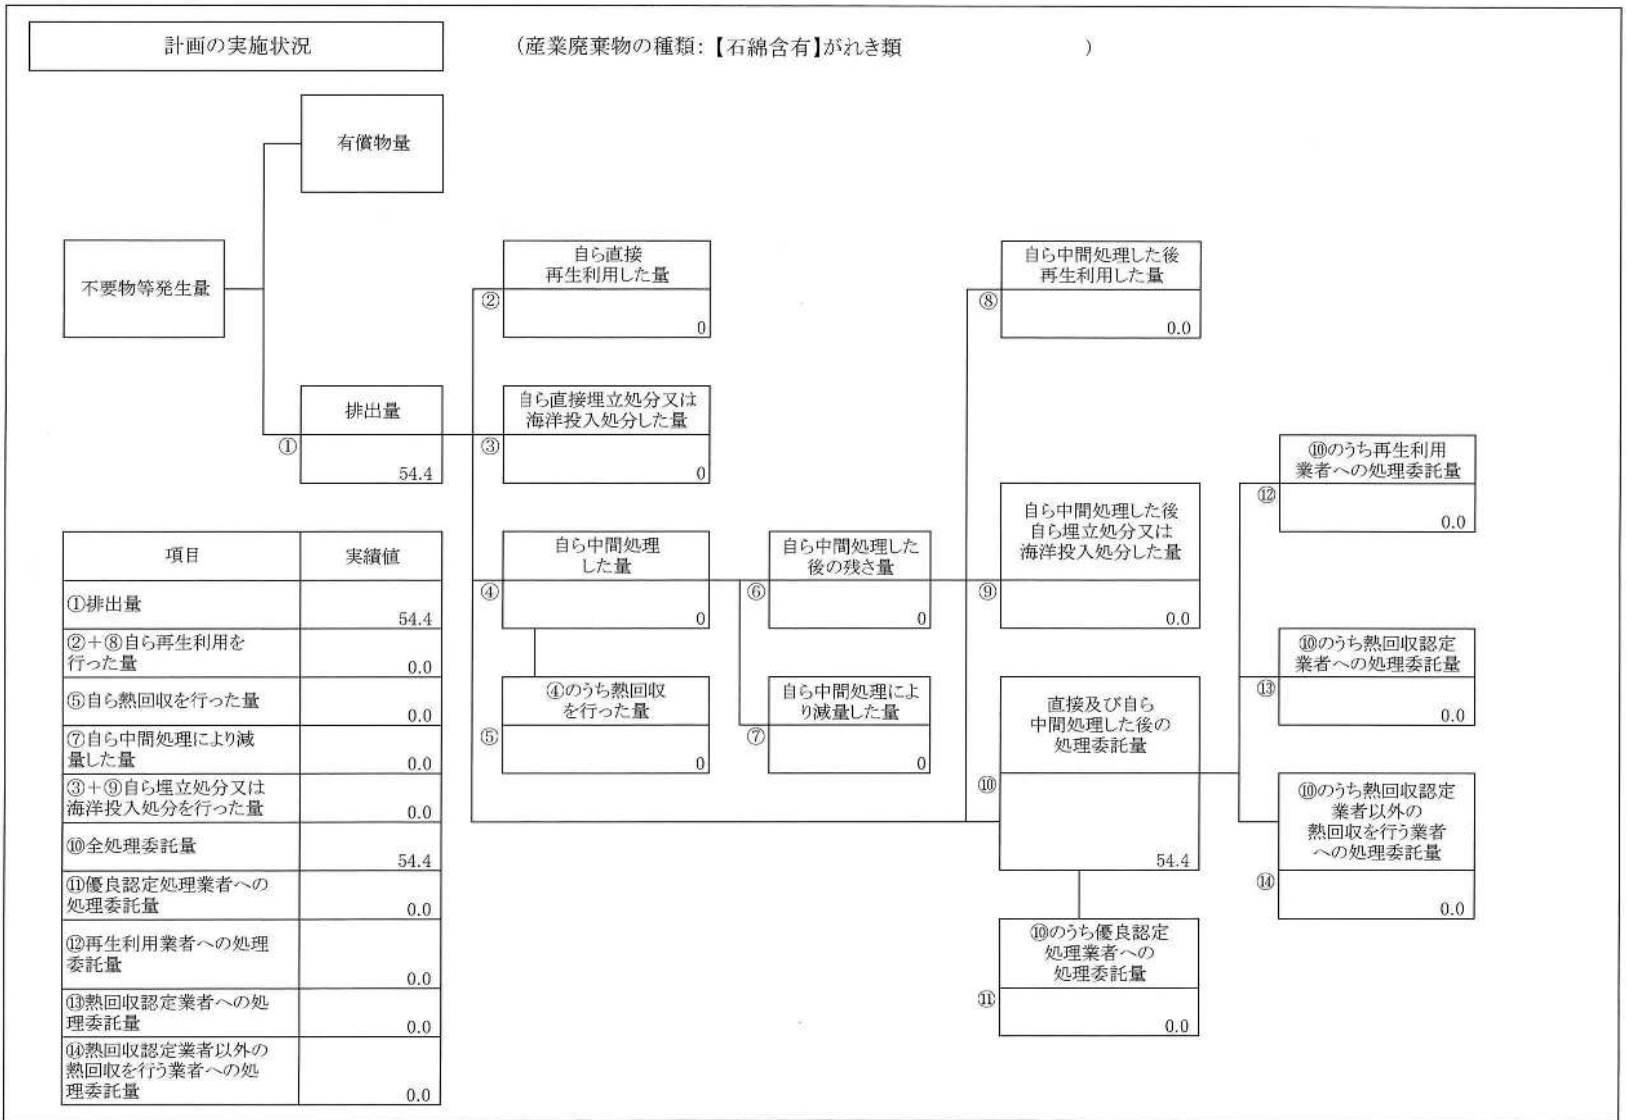 計画の実施状況
(産業廃棄物の種類:【石綿含有】がれき類 )
有償物量
不要物等発生量
排出量
①
54.4
自ら直接
再生利用した量
②
0
自ら直接埋立処分又は
海洋投入処分した量
③
0
自ら中間処理
した量
④
0
④のうち熱回収
を行った量
⑤
0
自ら中間処理した
後の残さ量
⑥
0
自ら中間処理によ
り減量した量
⑦
0
自ら中間処理した後
再生利用した量
⑧
0.0
自ら中間処理した後
自ら埋立処分又は
海洋投入処分した量
⑨
0.0
直接及び自ら
中間処理した後の
処理委託量
⑩
54.4
⑩のうち優良認定
処理業者への
処理委託量
⑪
0.0
⑩のうち再生利用
業者への処理委託量
⑫
0.0
⑩のうち熱回収認定
業者への処理委託量
⑬
0.0
⑩のうち熱回収認定
業者以外の
熱回収を行う業者
への処理委託量
⑭
0.0
項目 実績値
①排出量
54.4
②+⑧自ら再生利用を
行った量
0.0
⑤自ら熱回収を行った量
0.0
⑦自ら中間処理により減
量した量
0.0
③+⑨自ら埋立処分又は
海洋投入処分を行った量
0.0
⑩全処理委託量
54.4
⑪優良認定処理業者への
処理委託量
0.0
⑫再生利用業者への処理
委託量
0.0
⑬熱回収認定業者への処
理委託量
0.0
⑭熱回収認定業者以外の
熱回収を行う業者への処
理委託量
0.0